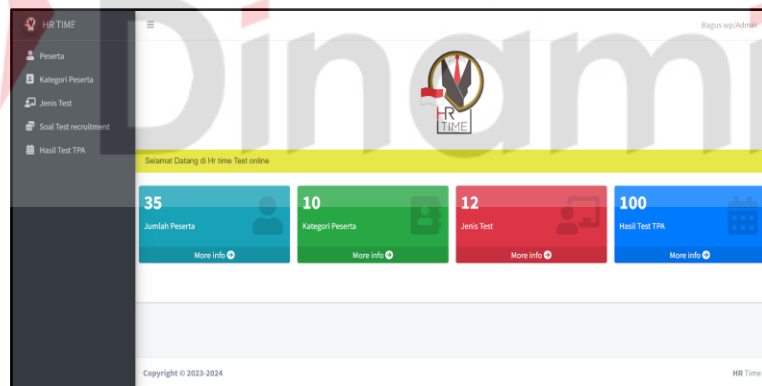 Dinami
HR TIME
Bagus wp/Admin
Peserta
Kategori Peserta
Jenis Test
Soal Test recruitment
Hasil Test TPA
HR
TIME
Selamat Datang di Hr time Test online
35
Jumlah Peserta
More info
10
Kategori Peserta
More info
12
Jenis Test
More info
100
Hasil Test TPA
More info
Copyright © 2023-2024
HR Time